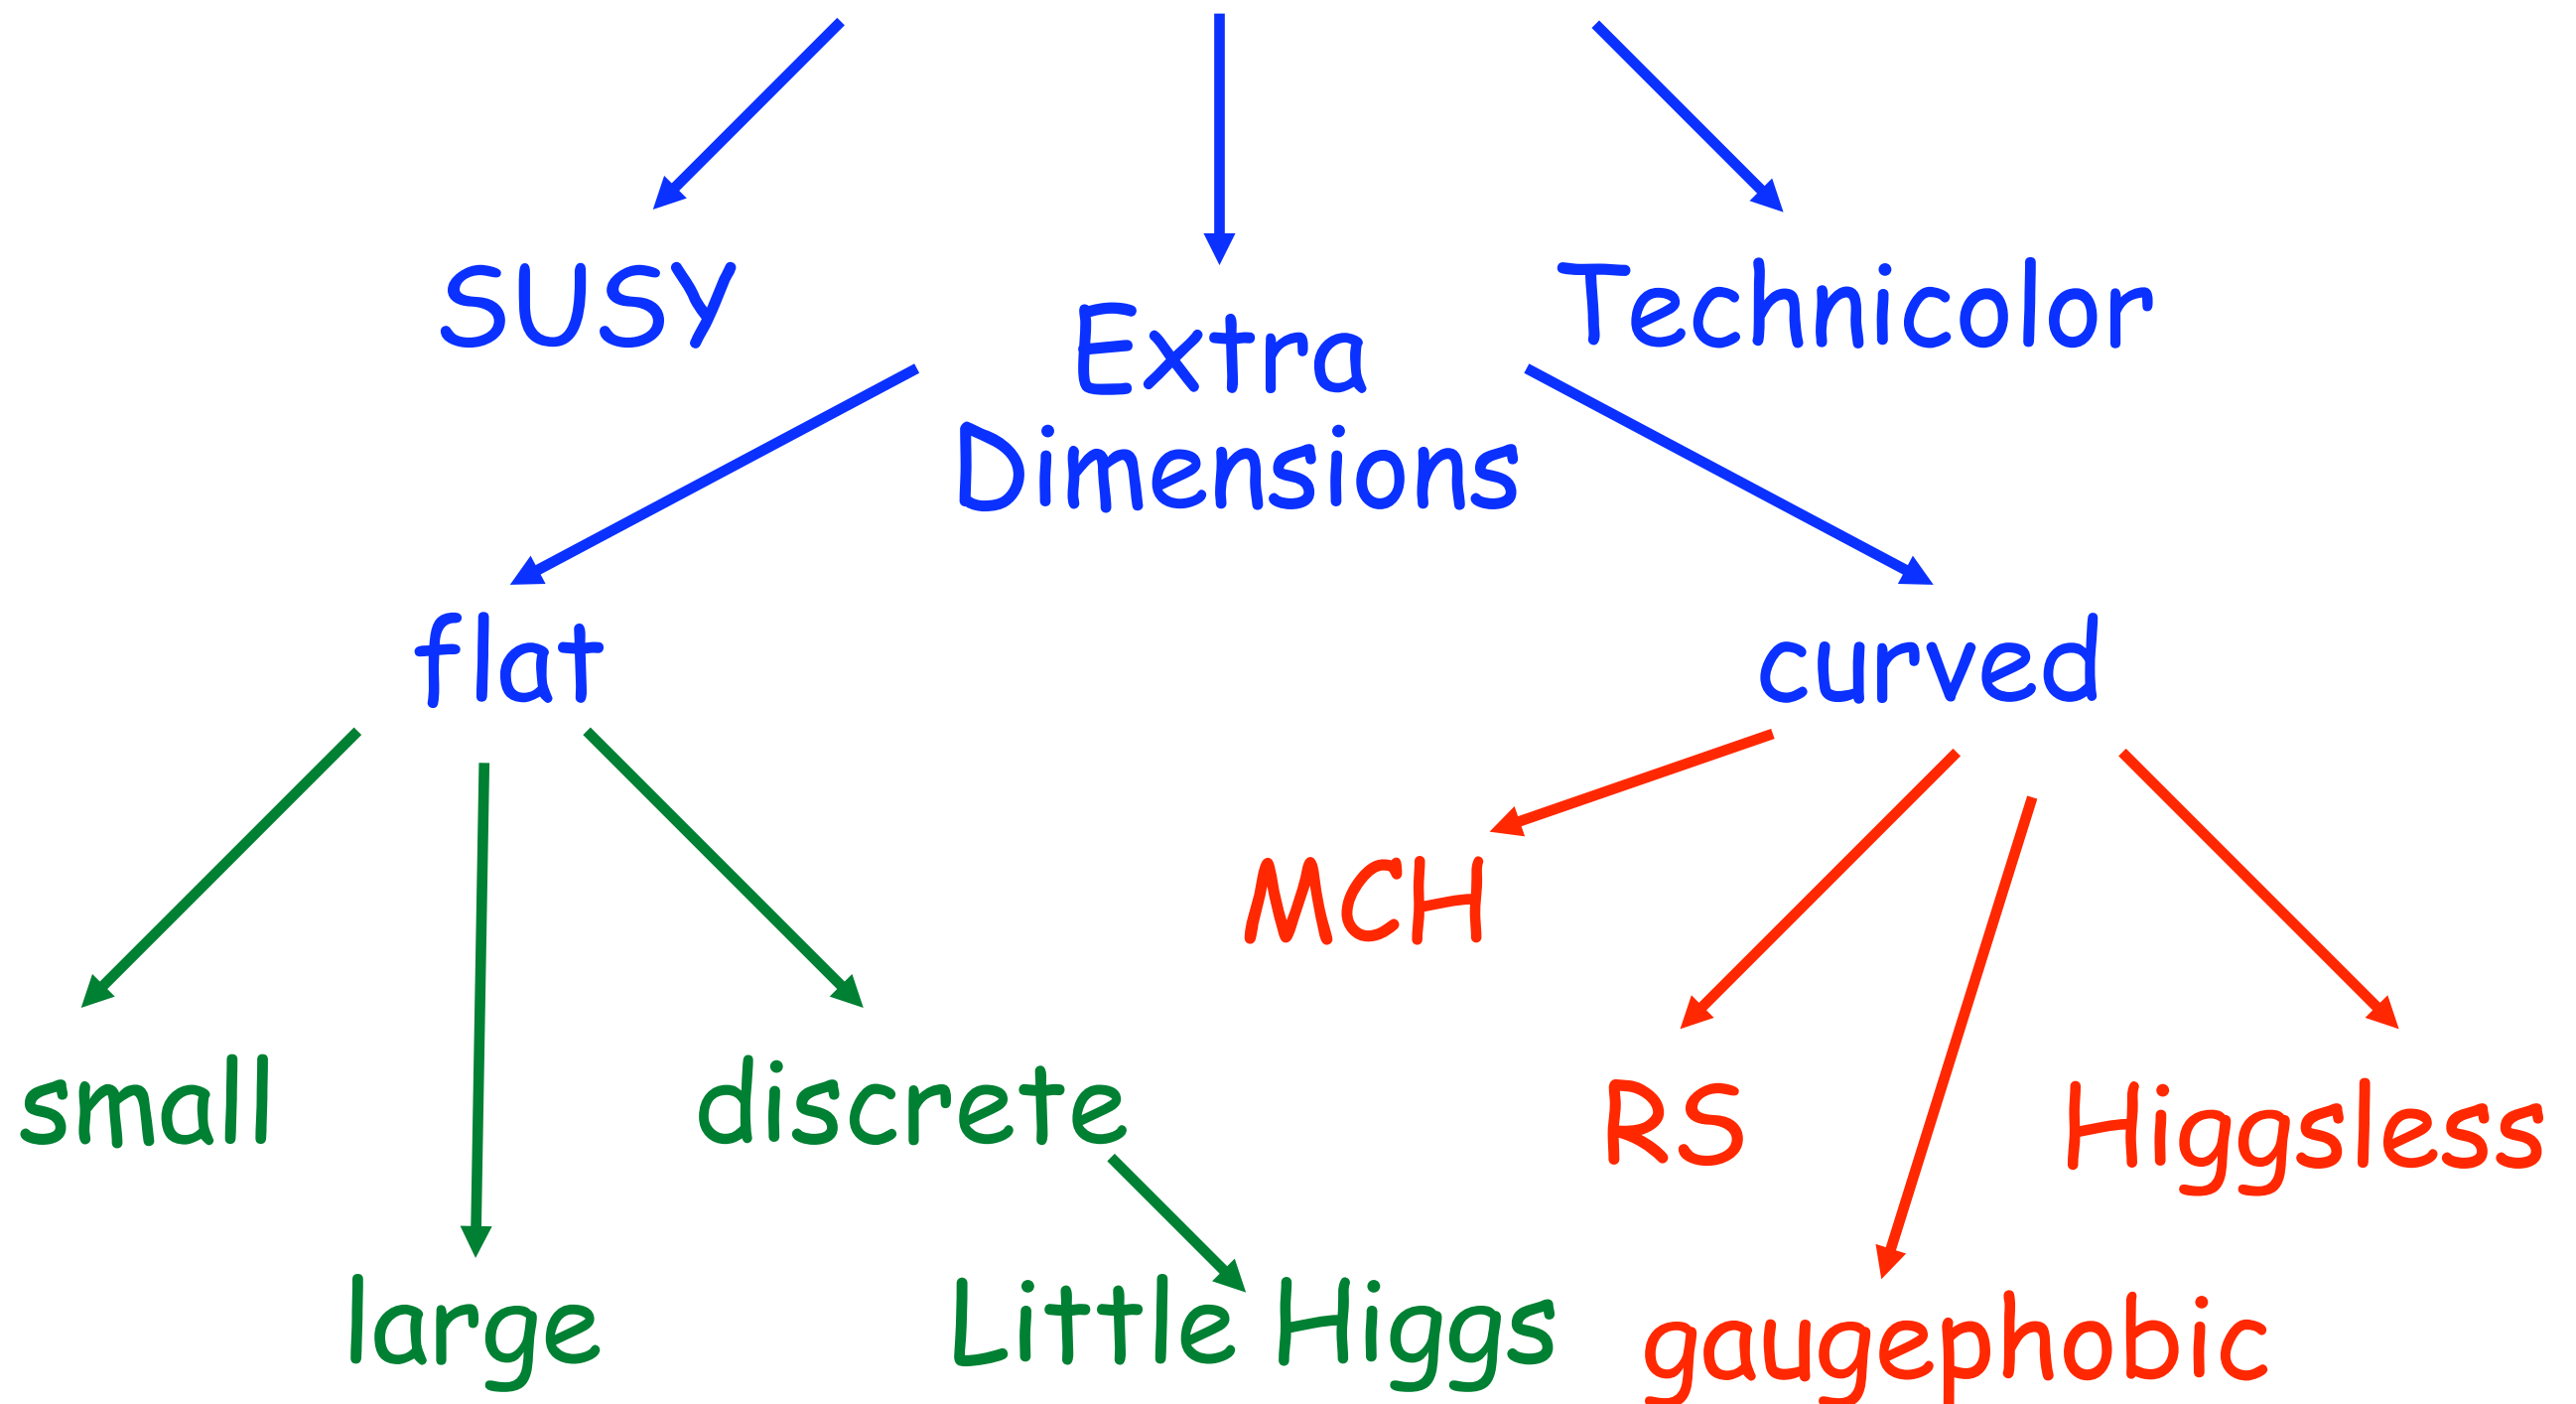 SUSY
Technicolor
Extra
Dimensions
flat
curved
MCH
small
discrete
RS
Higgsless
large
Little Higgs
gaugephobic